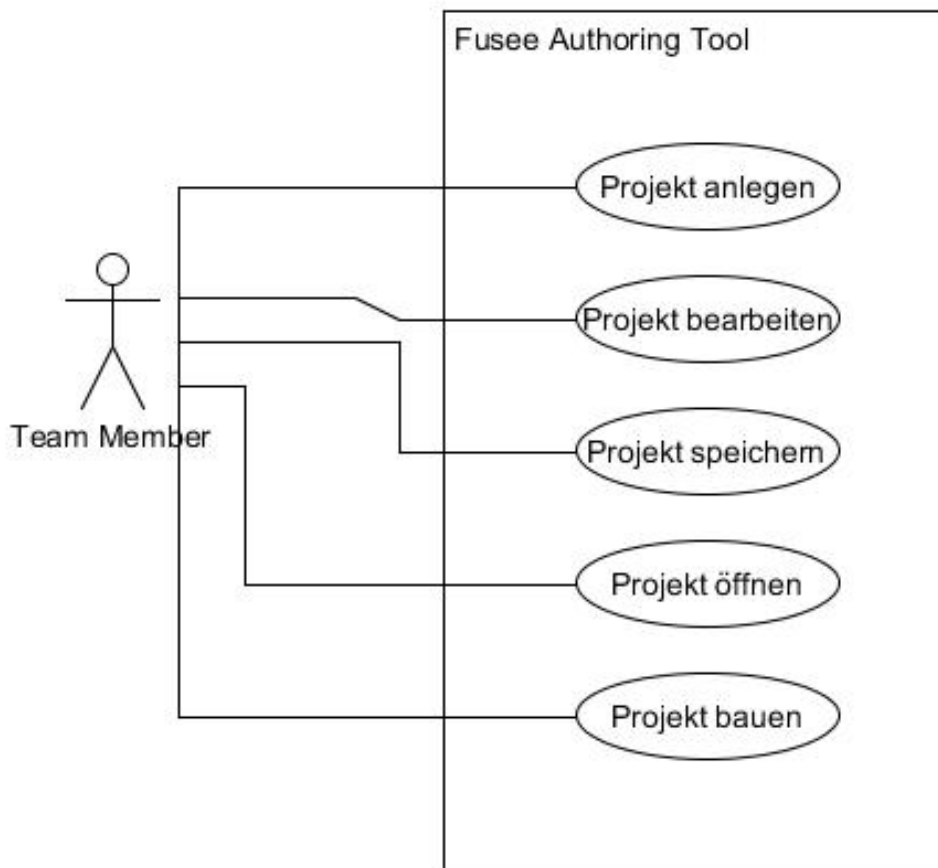 Fusee Authoring Tool
Projekt anlegen
Projekt bearbeiten
Team Member
Projekt speichern
Projekt öffnen
Projekt bauen